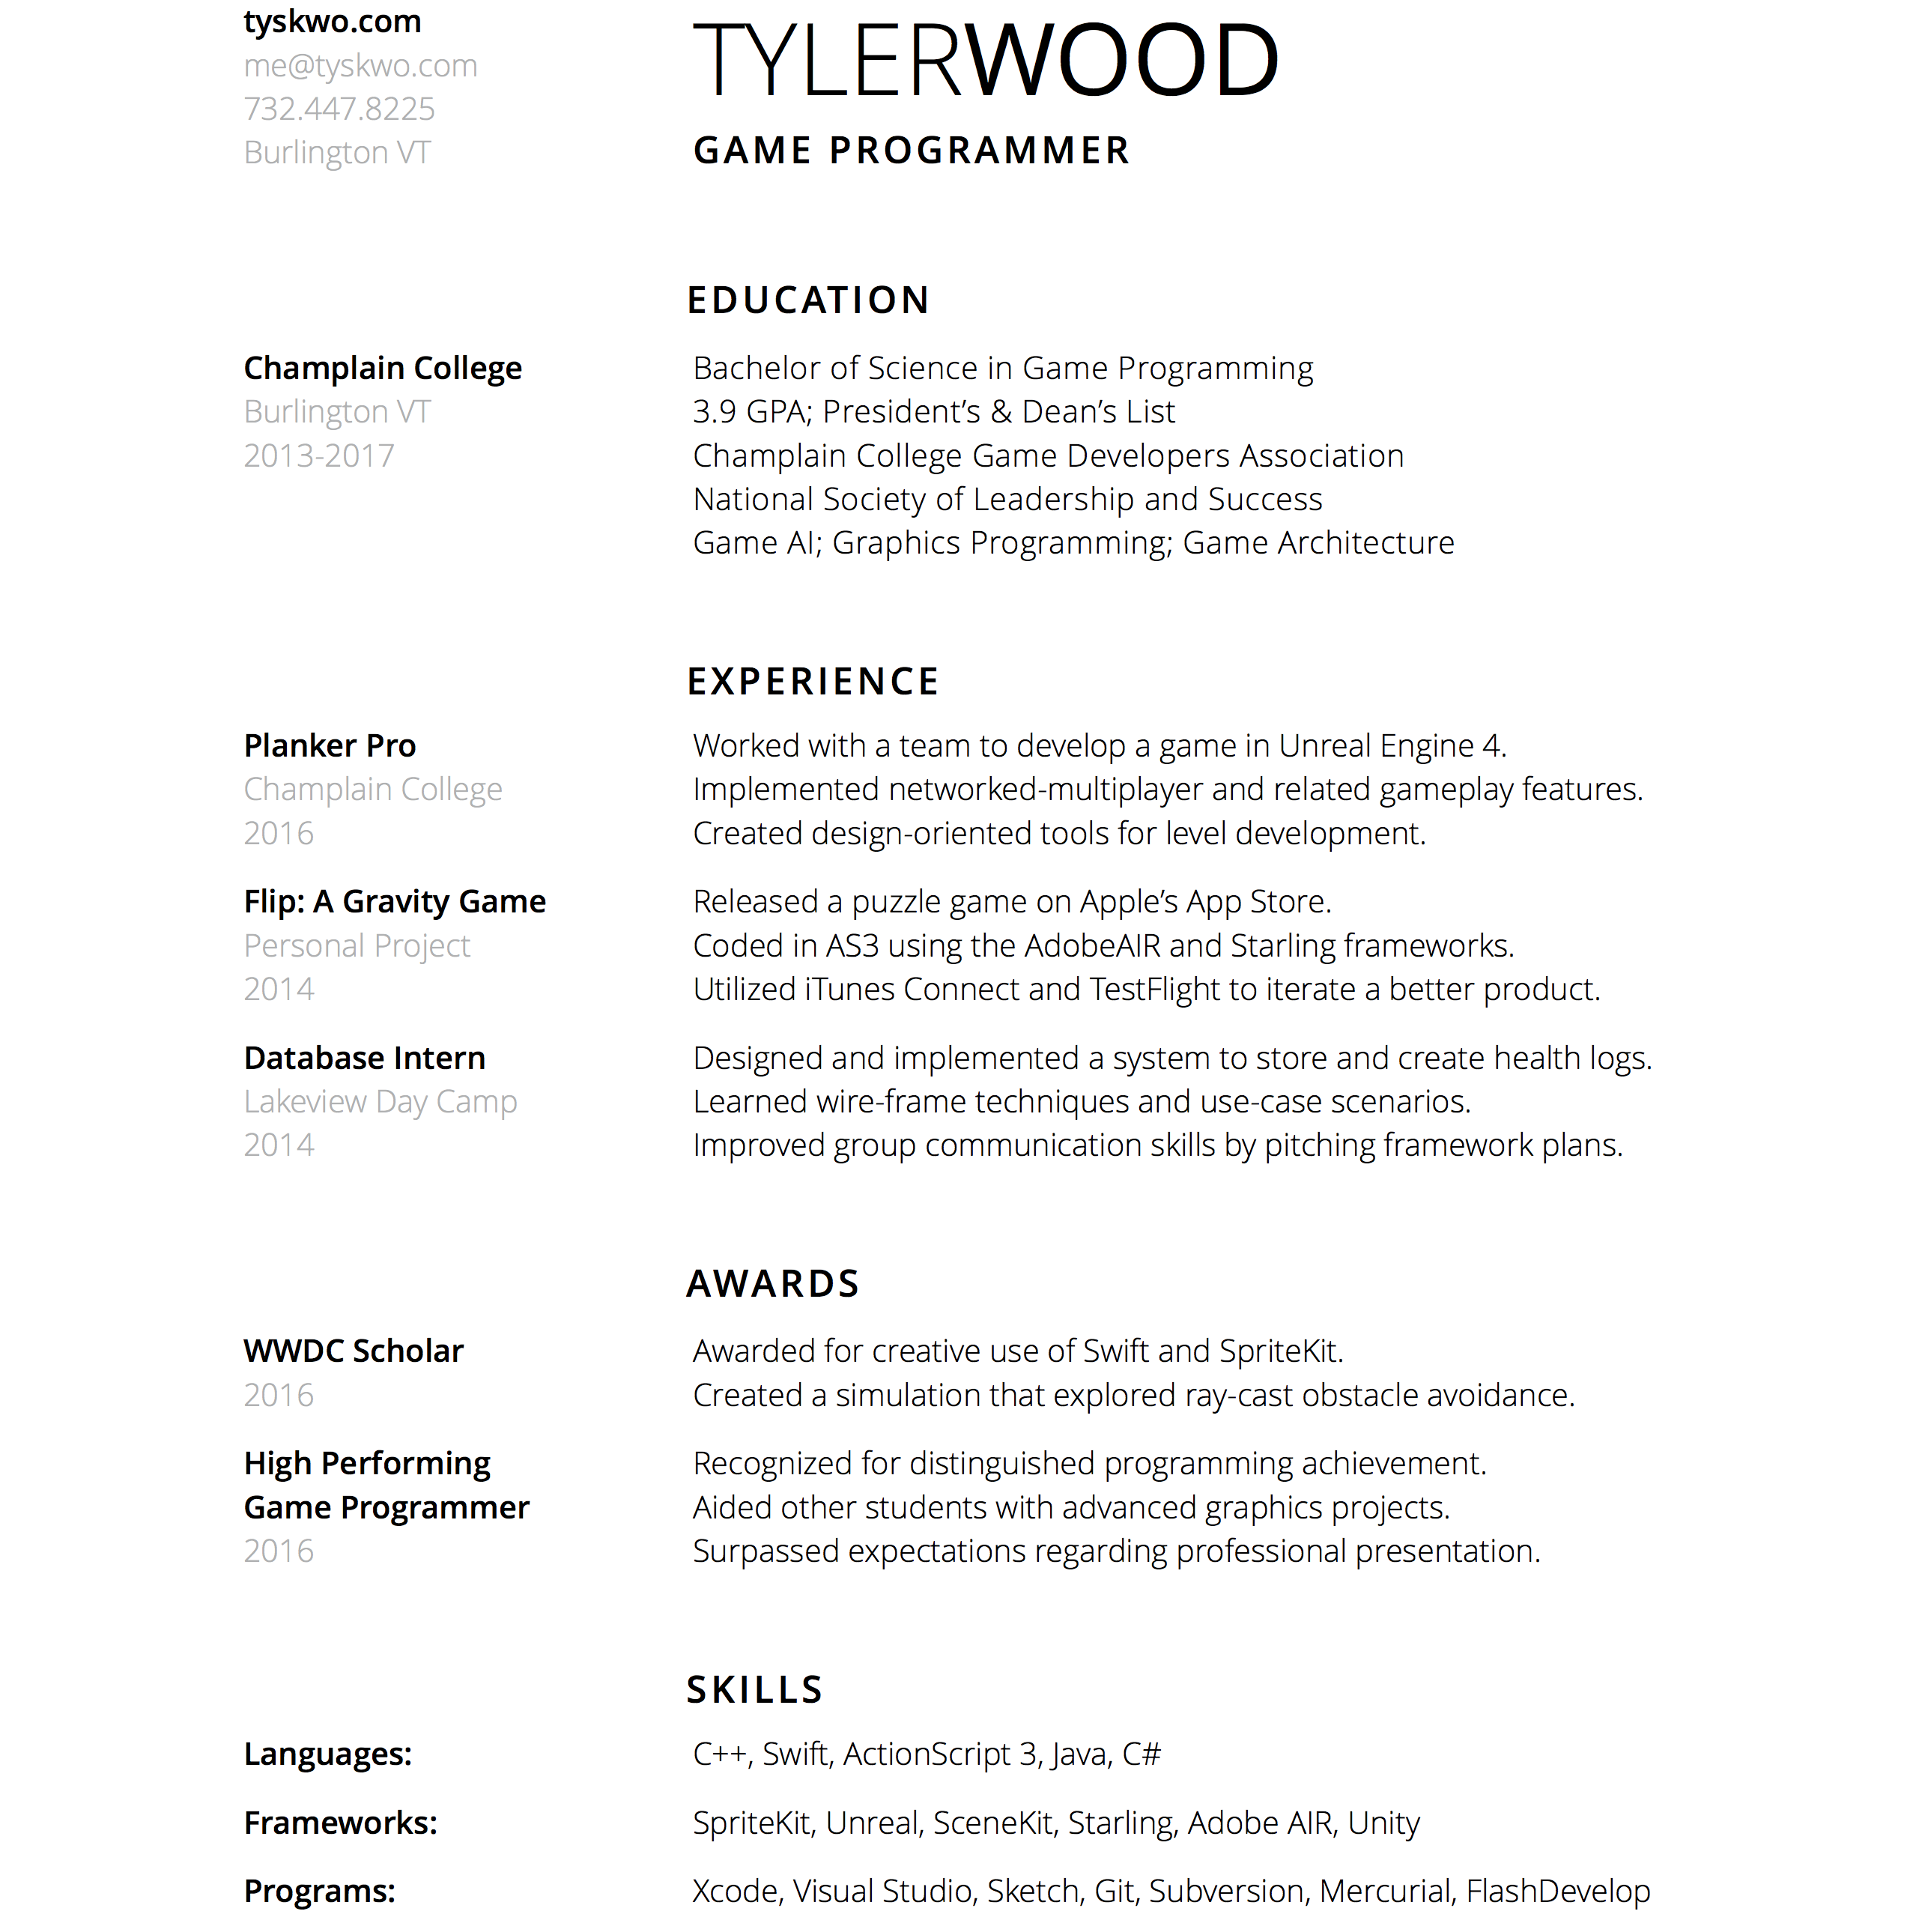 tyskwo.com
me@tyskwo.com
732.447.8225
Burlington VT
TYLERWOOD
GAME PROGRAMMER
EDUCATION
Champlain College
Burlington VT
2013-2017
Bachelor of Science in Game Programming
3.9 GPA; President’s & Dean’s List
Champlain College Game Developers Association
National Society of Leadership and Success
Game AI; Graphics Programming; Game Architecture
EXPERIENCE
Planker Pro
Champlain College
2016
Worked with a team to develop a game in Unreal Engine 4.
Implemented networked-multiplayer and related gameplay features.
Created design-oriented tools for level development.
Flip: A Gravity Game
Personal Project
2014
Released a puzzle game on Apple’s App Store.
Coded in AS3 using the AdobeAIR and Starling frameworks.
Utilized iTunes Connect and TestFlight to iterate a better product.
Database Intern
Lakeview Day Camp
2014
Designed and implemented a system to store and create health logs.
Learned wire-frame techniques and use-case scenarios.
Improved group communication skills by pitching framework plans.
AWARDS
WWDC Scholar
2016
Awarded for creative use of Swift and SpriteKit.
Created a simulation that explored ray-cast obstacle avoidance.
High Performing
Game Programmer
2016
Recognized for distinguished programming achievement.
Aided other students with advanced graphics projects.
Surpassed expectations regarding professional presentation.
SKILLS
Languages:
C++, Swift, ActionScript 3, Java, C#
Frameworks:
SpriteKit, Unreal, SceneKit, Starling, Adobe AIR, Unity
Programs:
Xcode, Visual Studio, Sketch, Git, Subversion, Mercurial, FlashDevelop